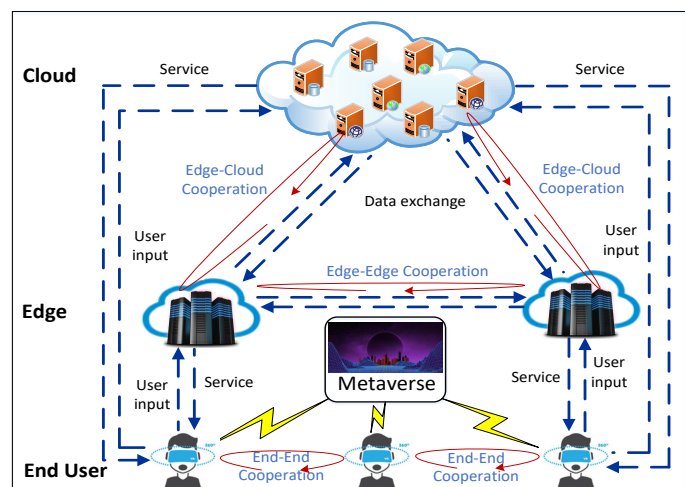 Cloud
Service
Service
Edge-Cloud
Cooperation
Edge-Cloud
Cooperation
Data exchange
User
input
User
input
Edge-Edge Cooperation
Edge
Metaverse
User
input
Service
Service
User
input
End User
End-End
Cooperation
End-End
Cooperation